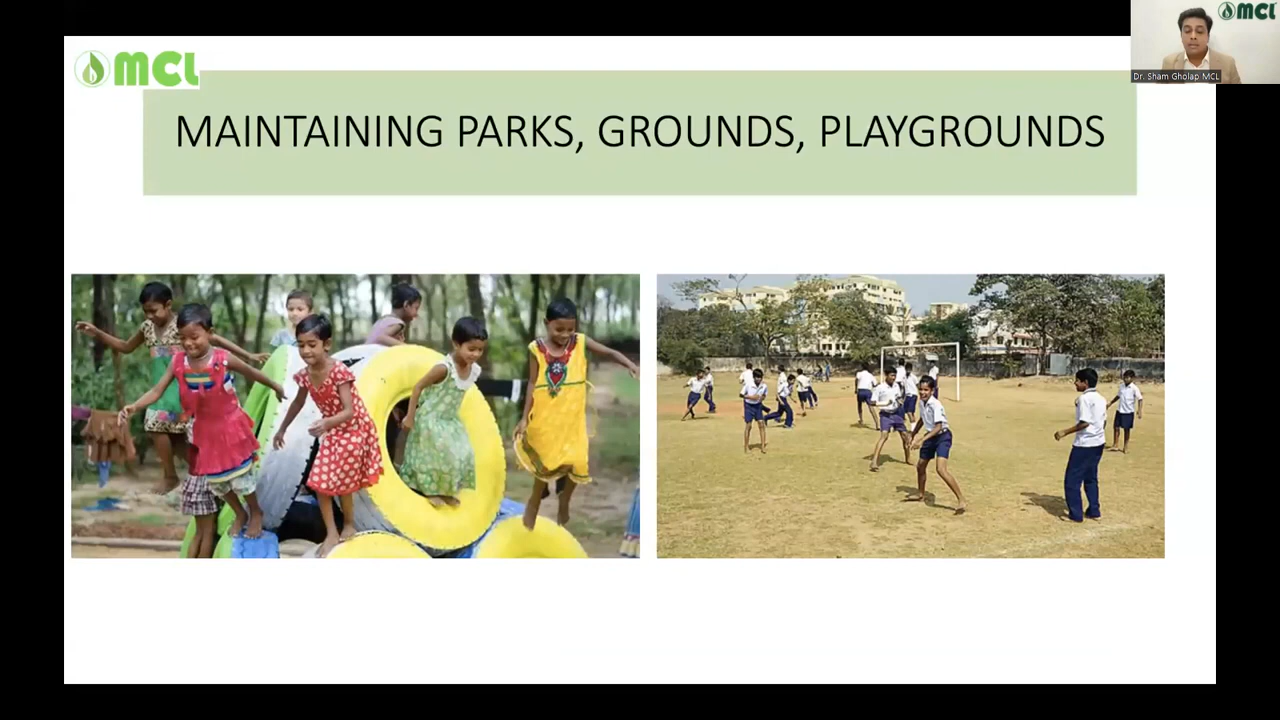 MCL
MAINTAINING PARKS, GROUNDS, PLAYGROUNDS
MCL
Dr. Sham Gholap MCL